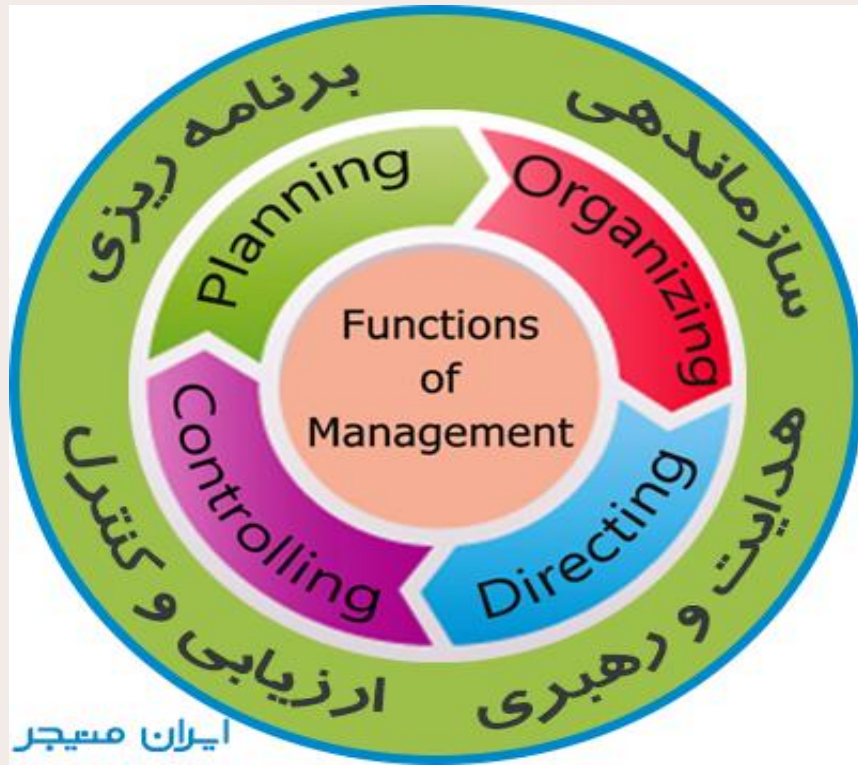 برنامه ریزی
سازماندهی
هدایت و رهبری
ارزیابی و کنترل
Planning
Organizing
Directing
Controlling
Functions
of
Management
ایران منیجر